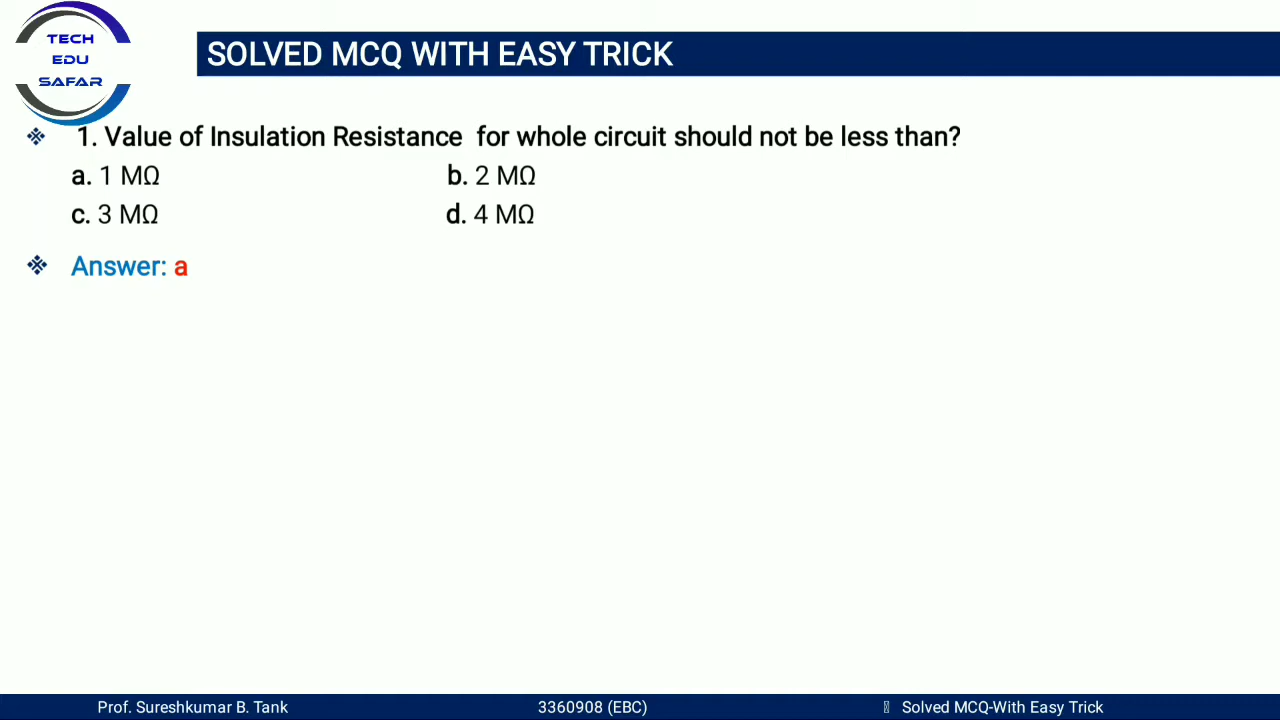 TECH
EDU
SAFAR
SOLVED MCQ WITH EASY TRICK
1. Value of Insulation Resistance for whole circuit should not be less than?
a. 1 MΩ b. 2 MΩ
c. 3 MΩ d. 4 MΩ
Answer: a
Prof. Sureshkumar B. Tank 3360908 (EBC) Solved MCQ-With Easy Trick